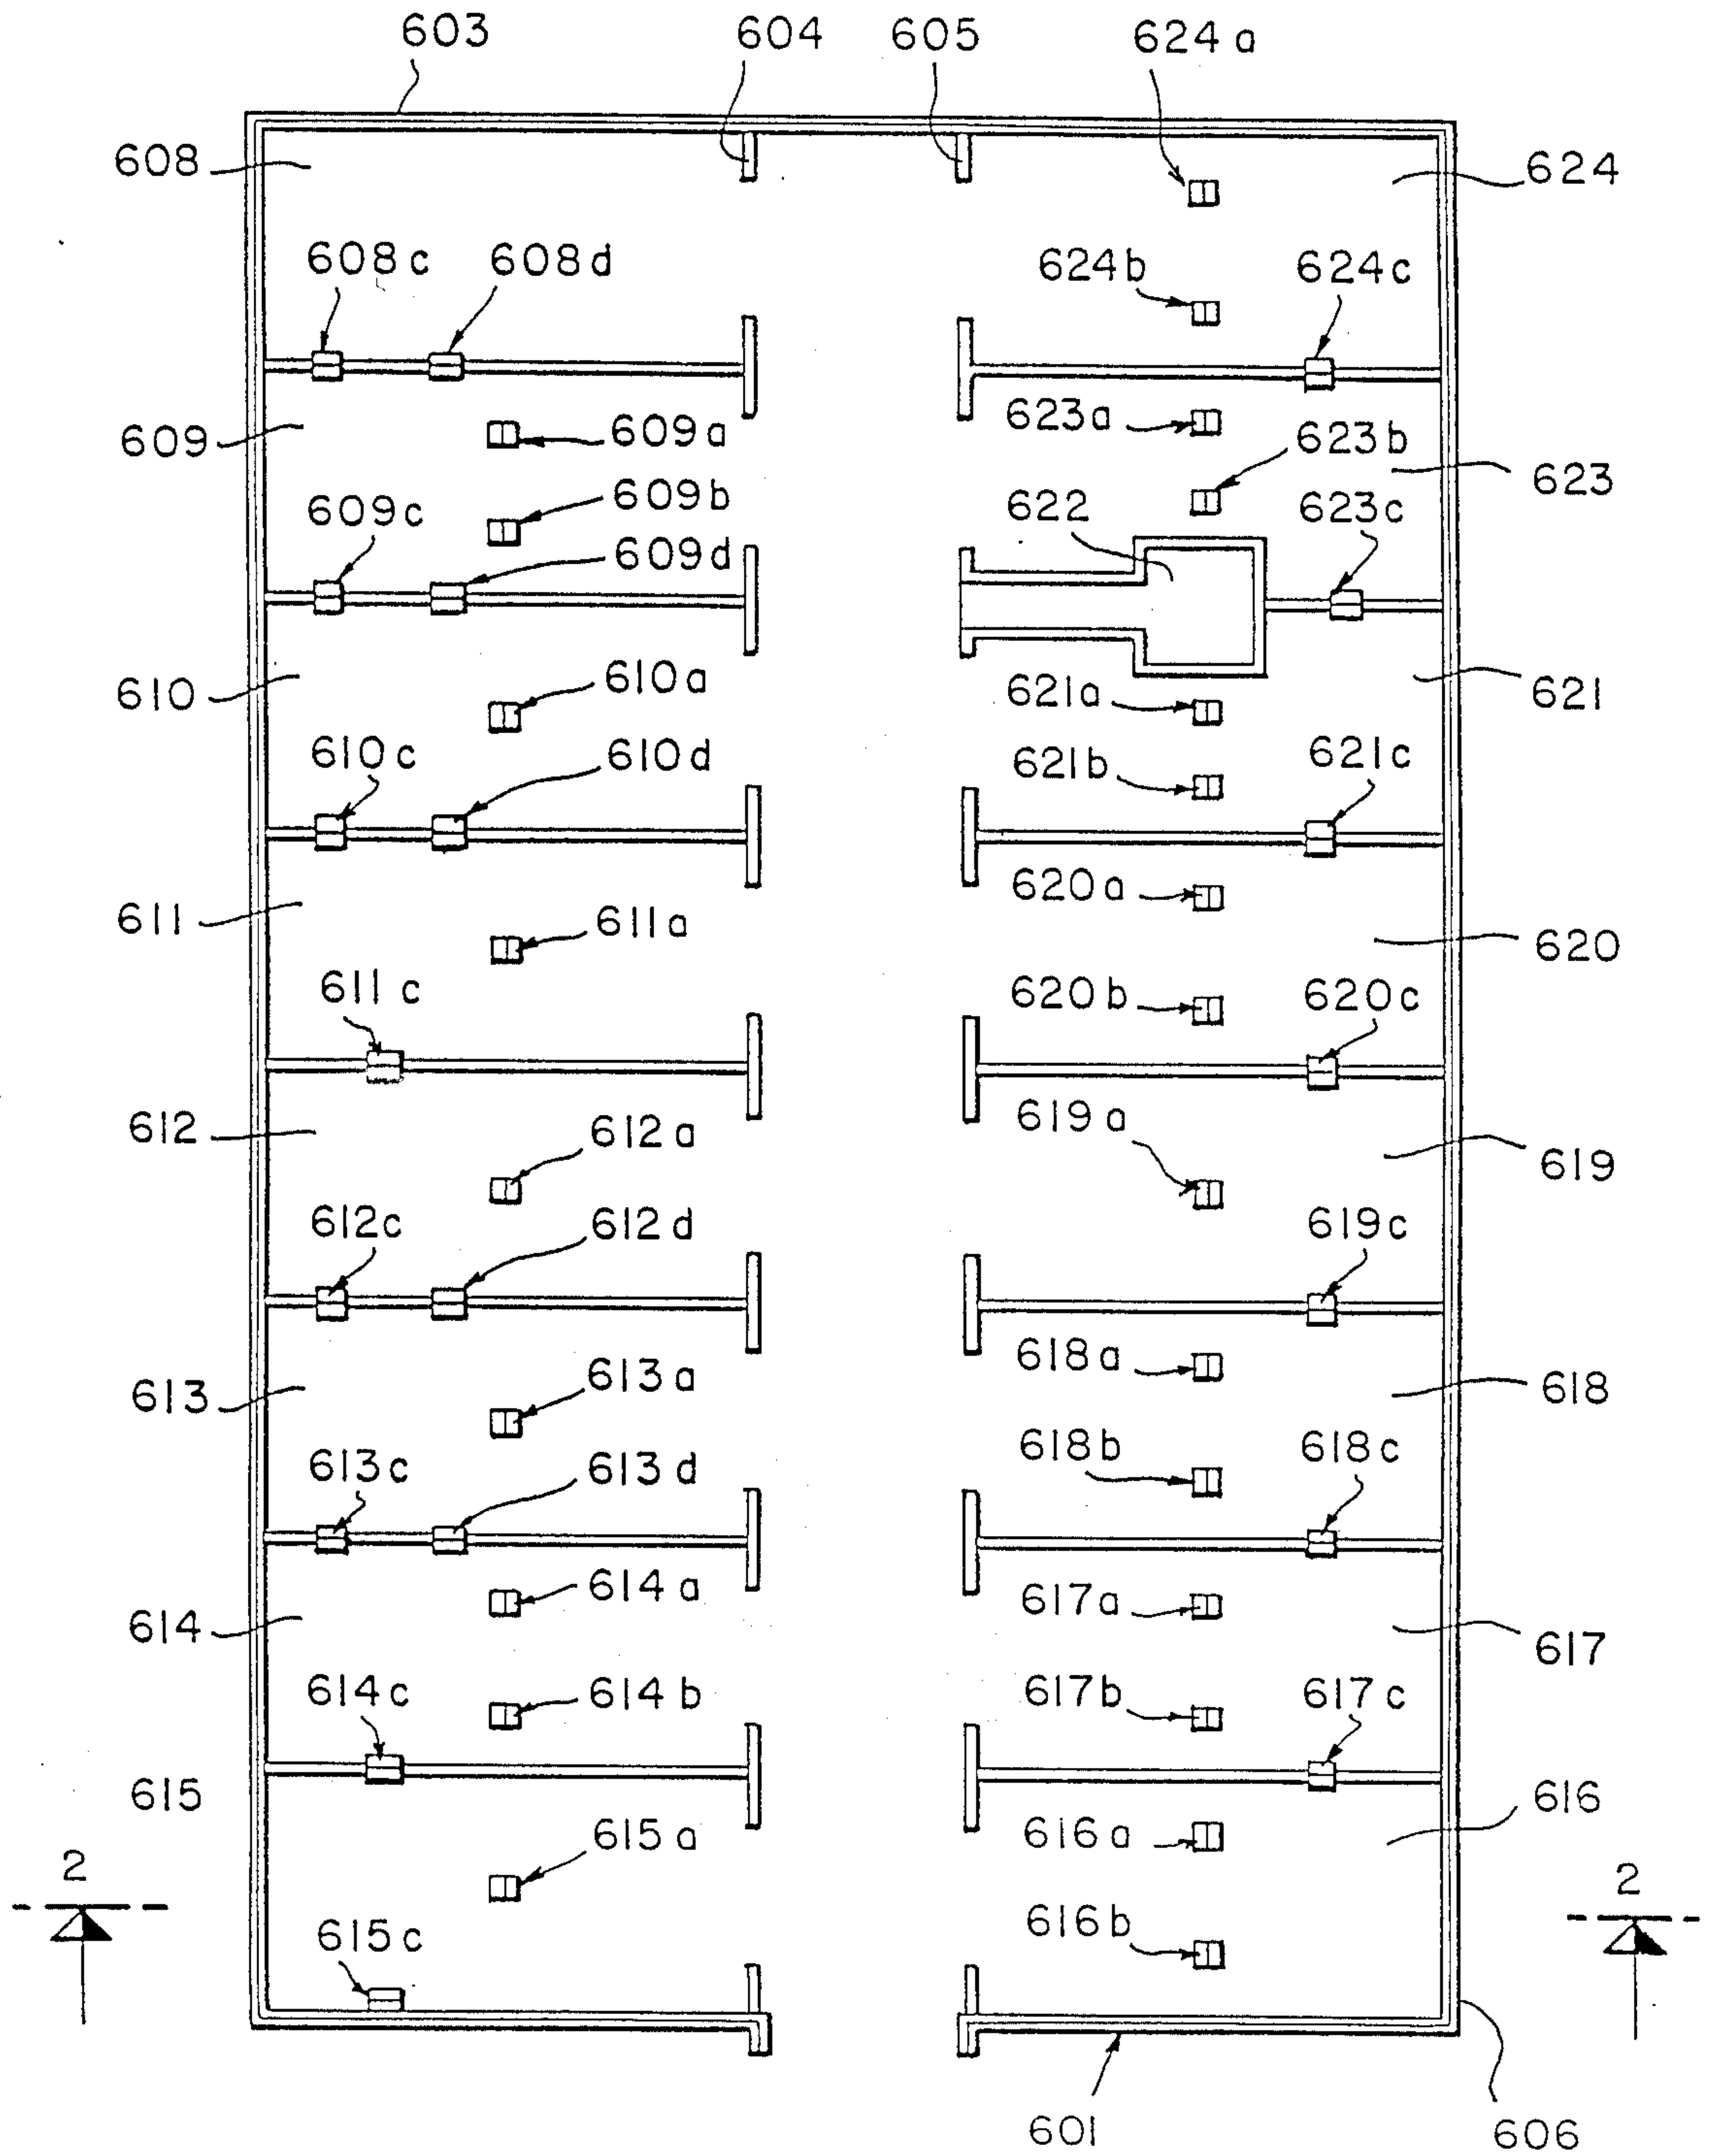 603 604 605 624a
608 624
608c 608d 624b 624c
609 609a 623a 623b
623
609c 609b 622 623c
609d
610 610a 621a 621
610c 610d 621b 621c
620a
611 611a 620
611c 620b 620c
612 612a 619a 619
612c 612d 619c
613 613a 618a 618
613c 613d 618b 618c
614 614a 617a 617
614c 614b 617b 617c
615 616
615a 616a
2 2
615c 616b
601 606